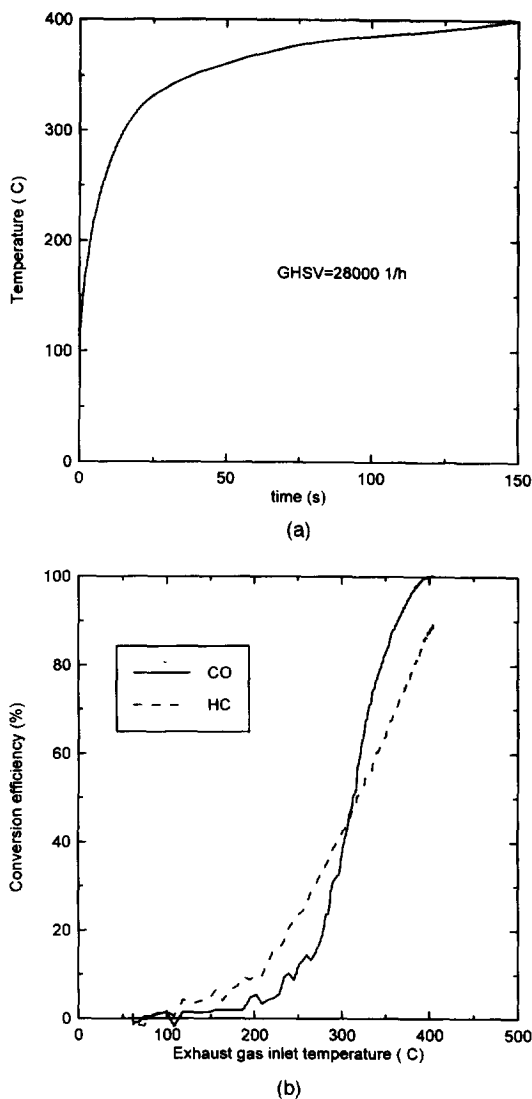 400
300
200
100
0
Temperature ( C)
GHSV=28000 1/h
0 50 100 150
time (s)
(a)
100
80
60
40
20
0
Conversion efficiency (%)
CO
HC
0 100 200 300 400 500
Exhaust gas inlet temperature ( C)
(b)